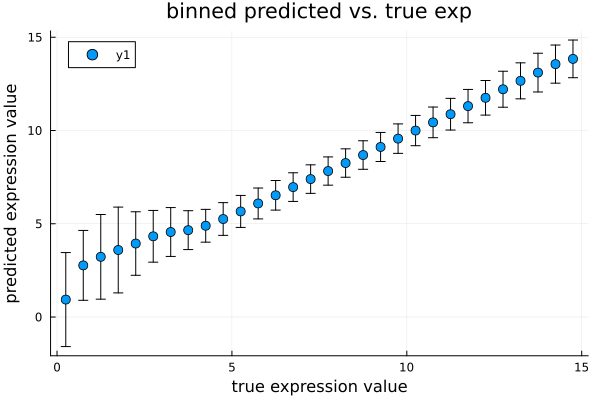 binned predicted vs. true exp
y1
15
10
5
0
predicted expression value
0 5 10 15
true expression value